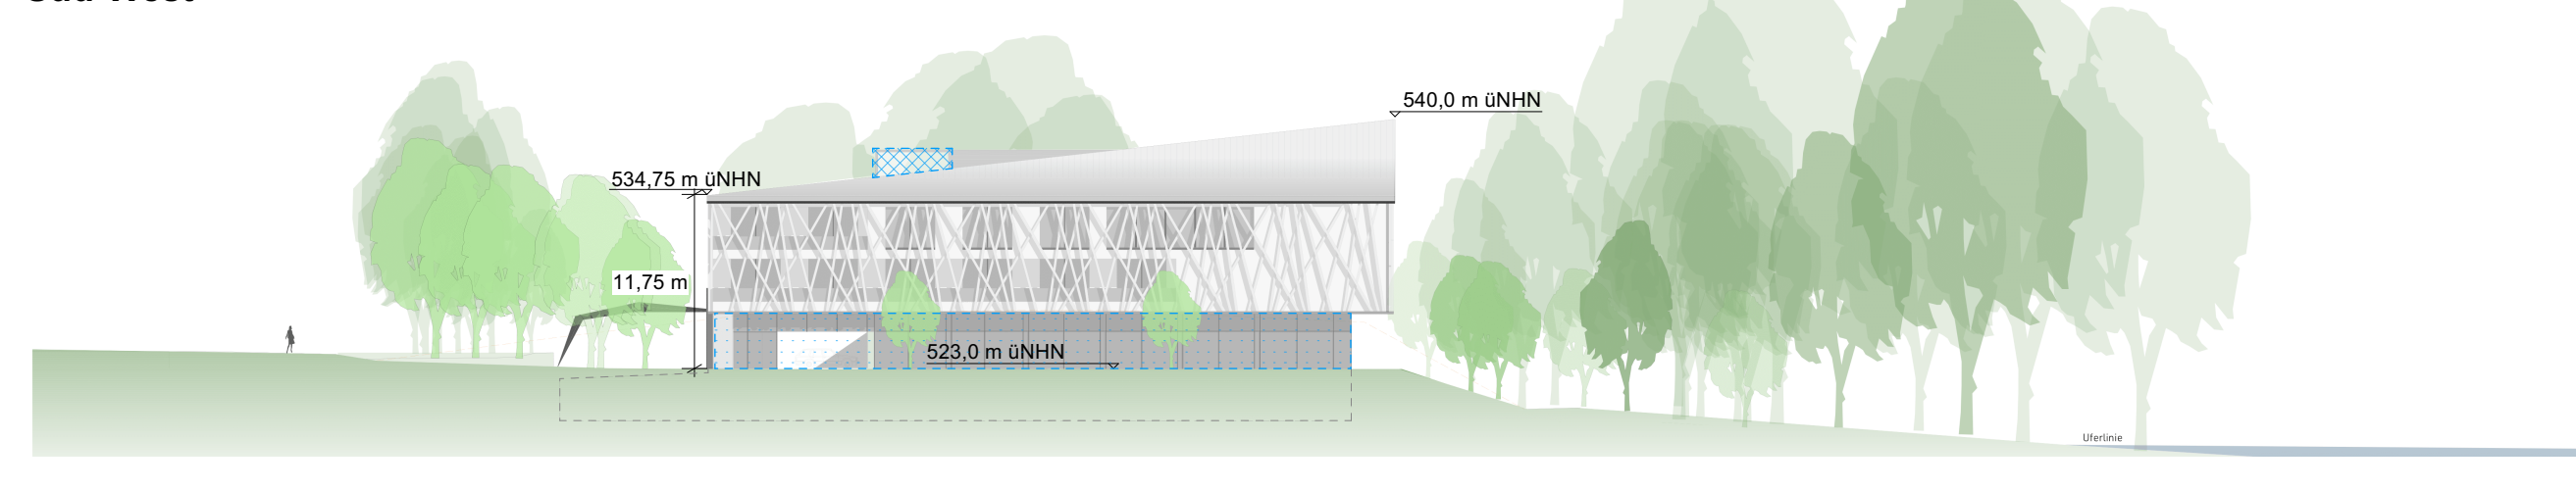 540,0 m üNHN
534,75 m üNHN
11,75 m
523,0 m üNHN
Uferlinie